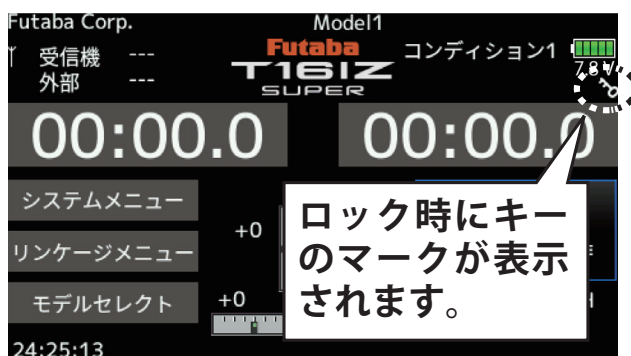 Futaba Corp.
Model1
受信機 ---
外部 ---
Futaba
T16IZ
SUPER
コンディション1
7.8V
00:00.0
00:00.0
システムメニュー
リンケージメニュー
モデルセレクト
+0
+0
ロック時にキー
のマークが表示
されます。
H
24:25:13